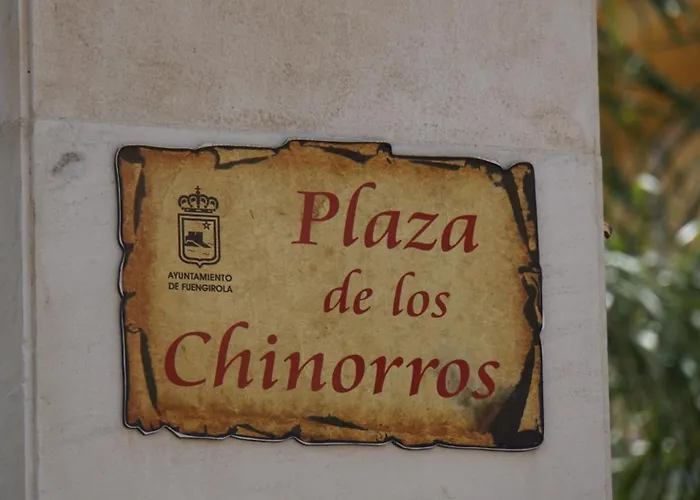 Plaza
de los
Chinorros
AYUNTAMIENTO
DE FUENGIROLA